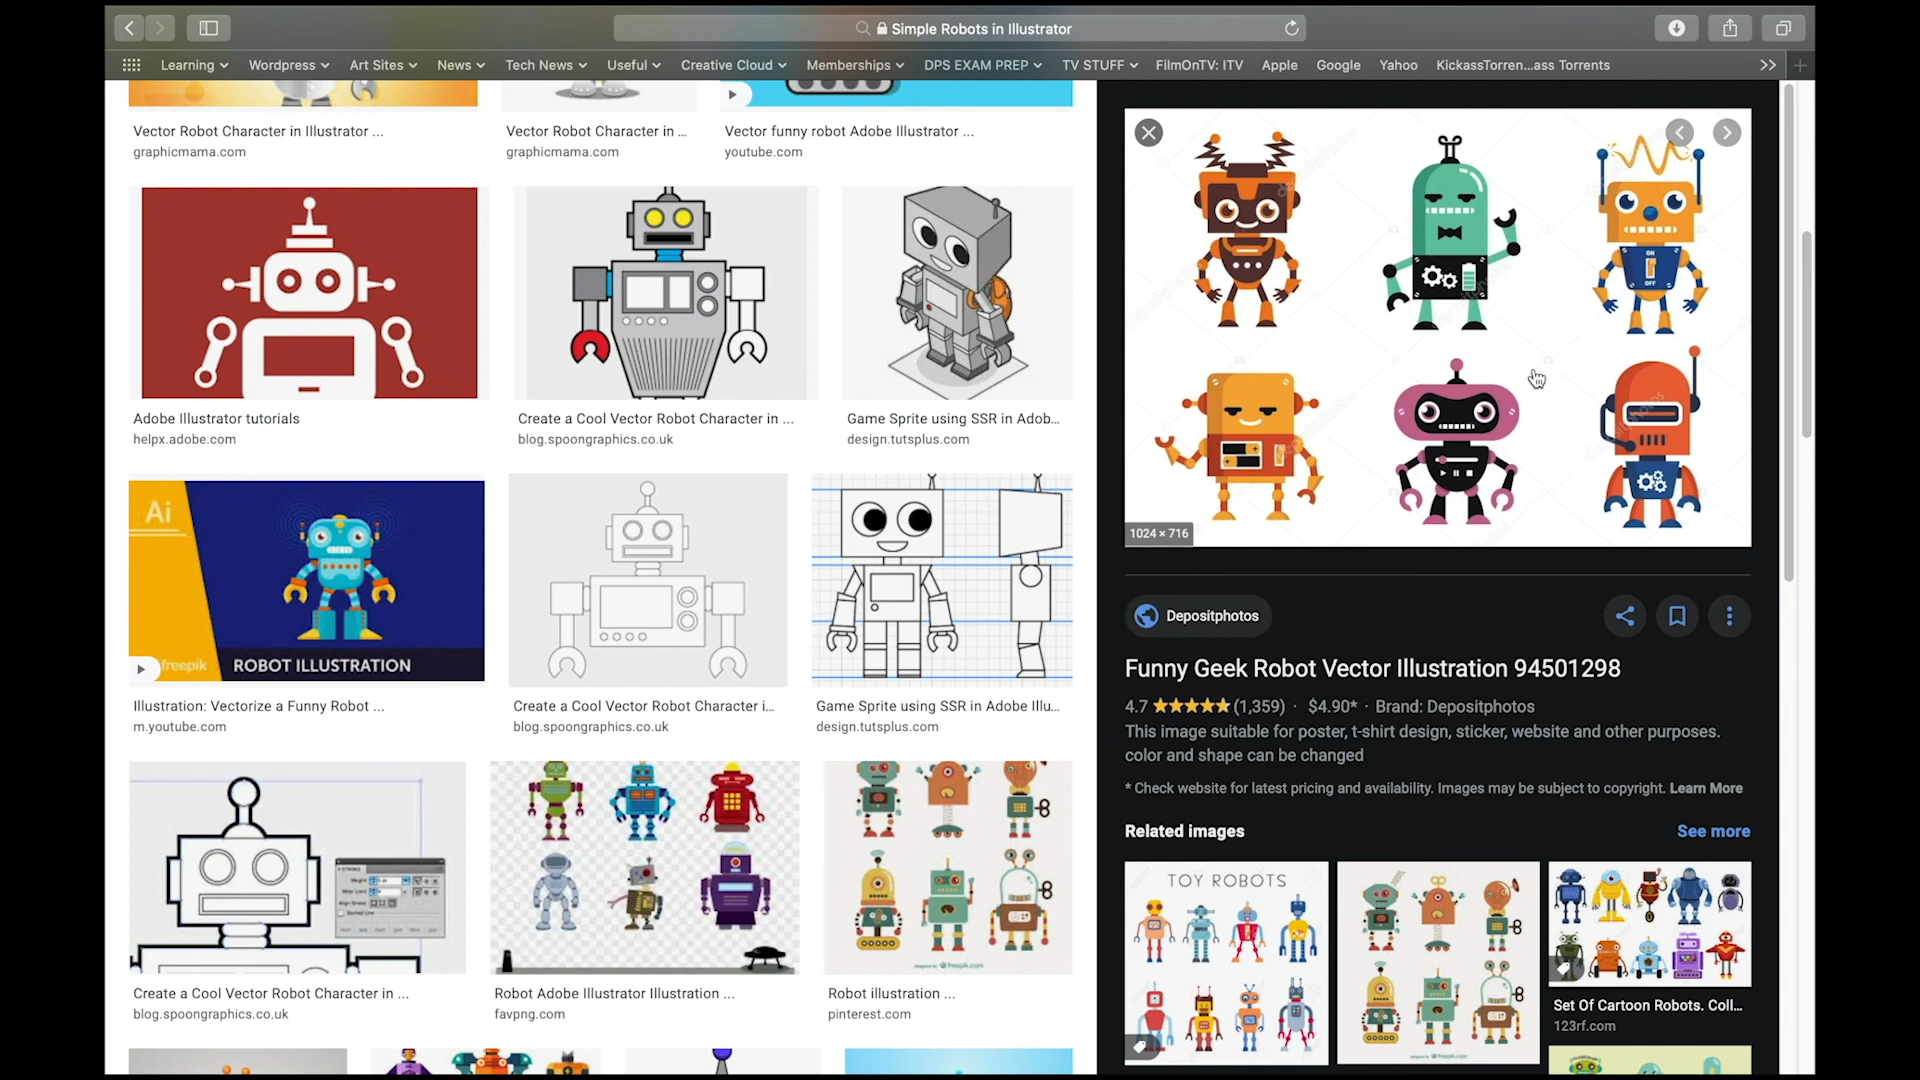 Simple Robots in Illustrator
Learning
Wordpress
Art Sites
News
Tech News
Useful
Creative Cloud
Memberships
DPS EXAM PREP
TV STUFF
FilmOnTV: ITV
Apple
Google
Yahoo
KickassTorren...ass Torrents
Vector Robot Character in Illustrator ...
graphicmama.com
Vector Robot Character in ...
graphicmama.com
Vector funny robot Adobe Illustrator ...
youtube.com
Adobe Illustrator tutorials
helpx.adobe.com
Create a Cool Vector Robot Character in ...
blog.spoongraphics.co.uk
Game Sprite using SSR in Adob...
design.tutsplus.com
Ai
freepik
ROBOT ILLUSTRATION
Illustration: Vectorize a Funny Robot ...
m.youtube.com
Create a Cool Vector Robot Character i...
blog.spoongraphics.co.uk
Game Sprite using SSR in Adobe Illu...
design.tutsplus.com
Create a Cool Vector Robot Character in ...
blog.spoongraphics.co.uk
Robot Adobe Illustrator Illustration ...
favpng.com
Robot illustration ...
pinterest.com
ON
OFF
1024 × 716
Depositphotos
Funny Geek Robot Vector Illustration 94501298
4.7 (1,359) · $4.90* · Brand: Depositphotos
This image suitable for poster, t-shirt design, sticker, website and other purposes.
color and shape can be changed
* Check website for latest pricing and availability. Images may be subject to copyright. Learn More
Related images
See more
TOY ROBOTS
Set Of Cartoon Robots. Coll...
123rf.com